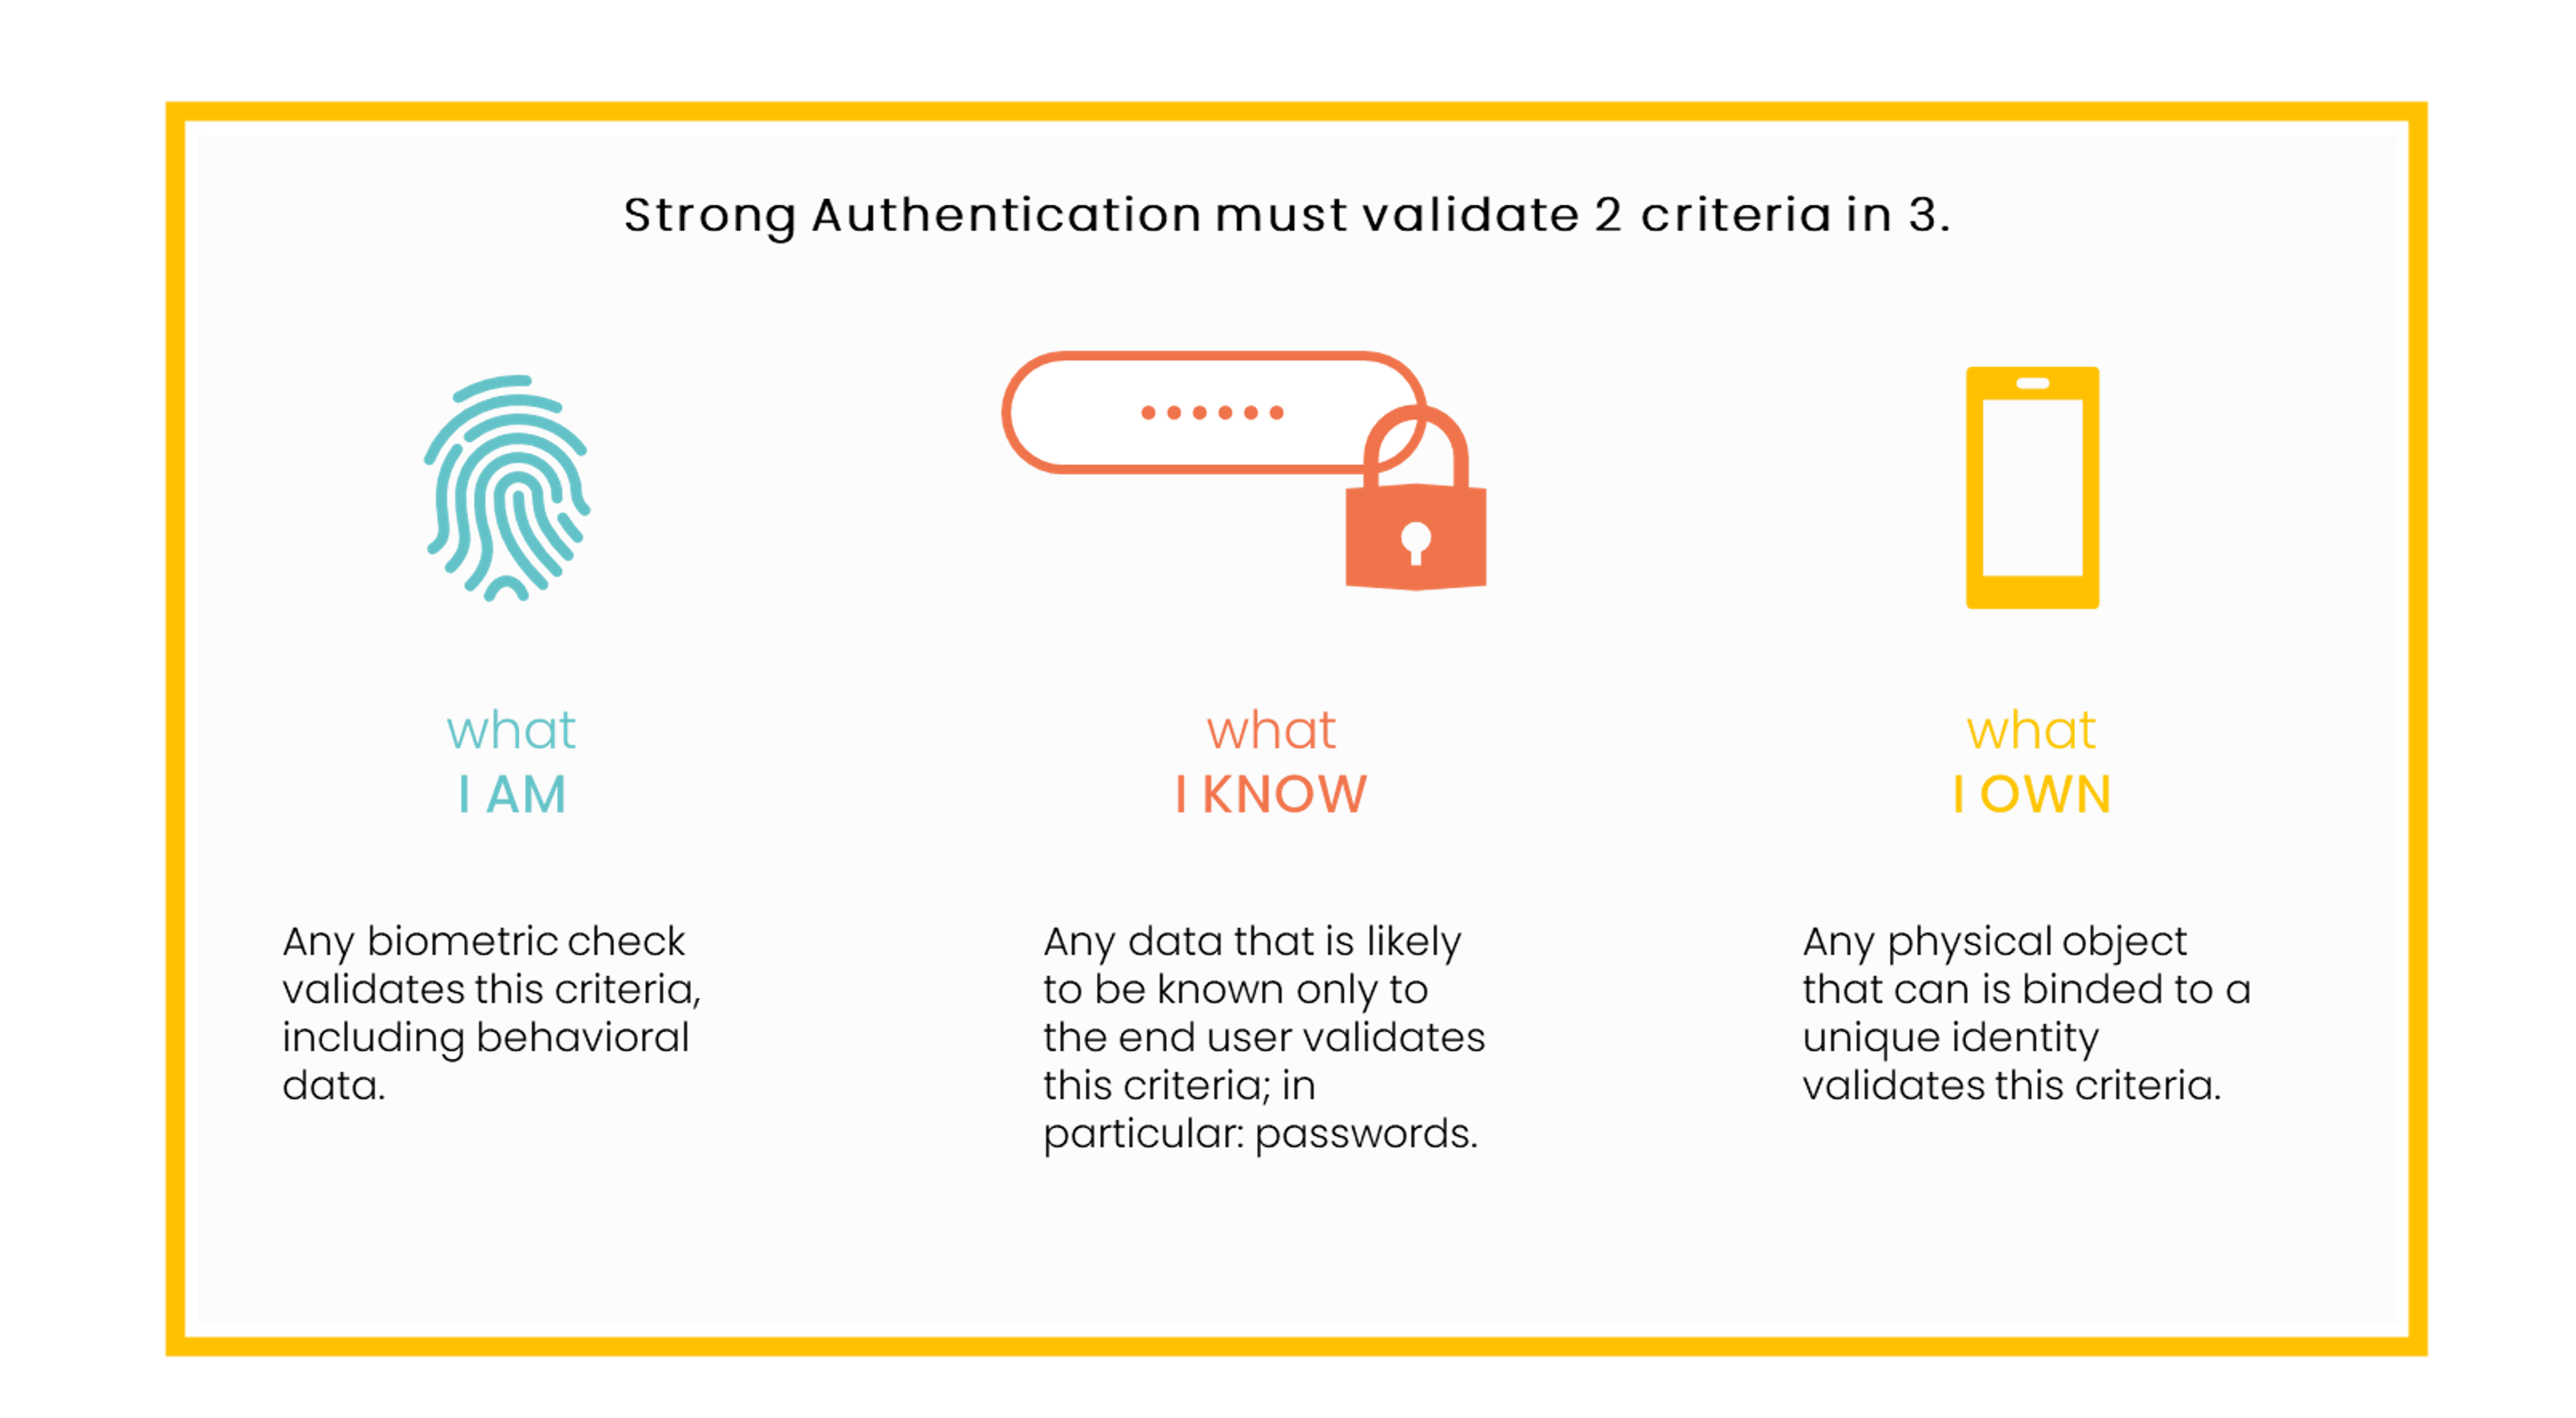 Strong Authentication must validate 2 criteria in 3.
what
I AM
Any biometric check
validates this criteria,
including behavioral
data.
what
I KNOW
Any data that is likely
to be known only to
the end user validates
this criteria; in
particular: passwords.
what
I OWN
Any physical object
that can is binded to a
unique identity
validates this criteria.